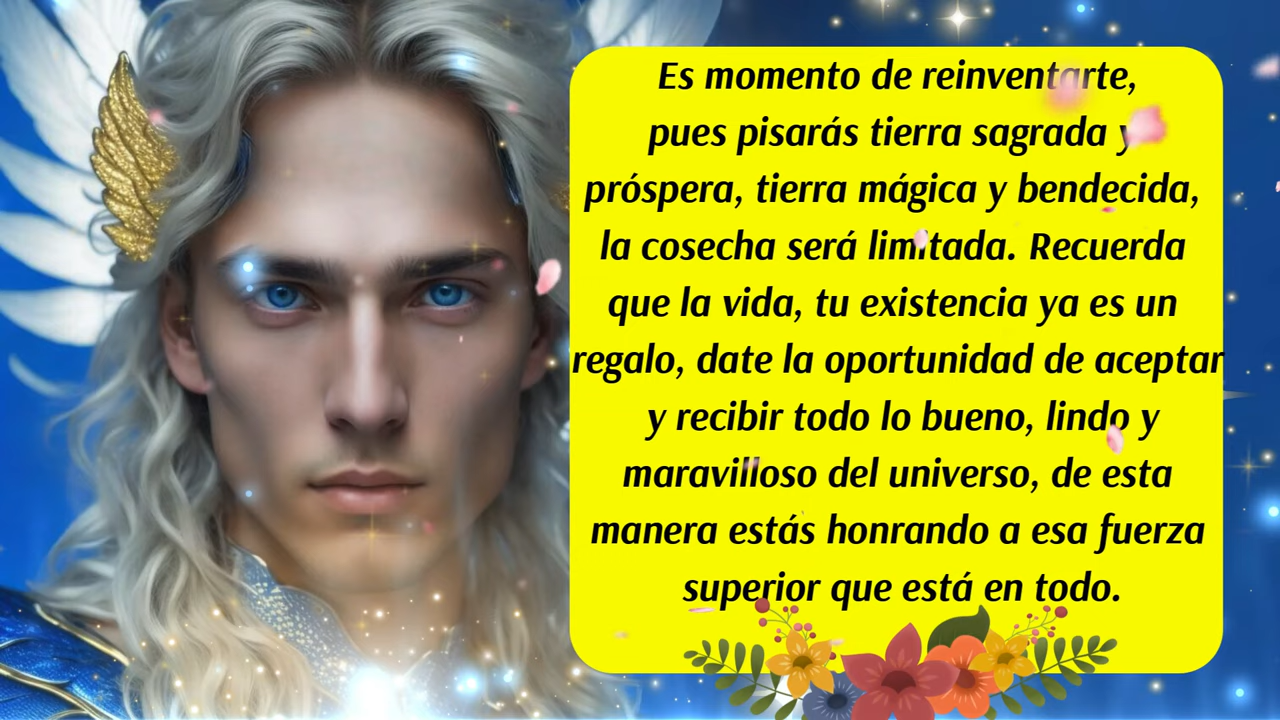 Es momento de reinventarte,
pues pisarás tierra sagrada y
próspera, tierra mágica y bendecida,
la cosecha será limitada. Recuerda
que la vida, tu existencia ya es un
regalo, date la oportunidad de aceptar
y recibir todo lo bueno, lindo y
maravilloso del universo, de esta
manera estás honrando a esa fuerza
superior que está en todo.